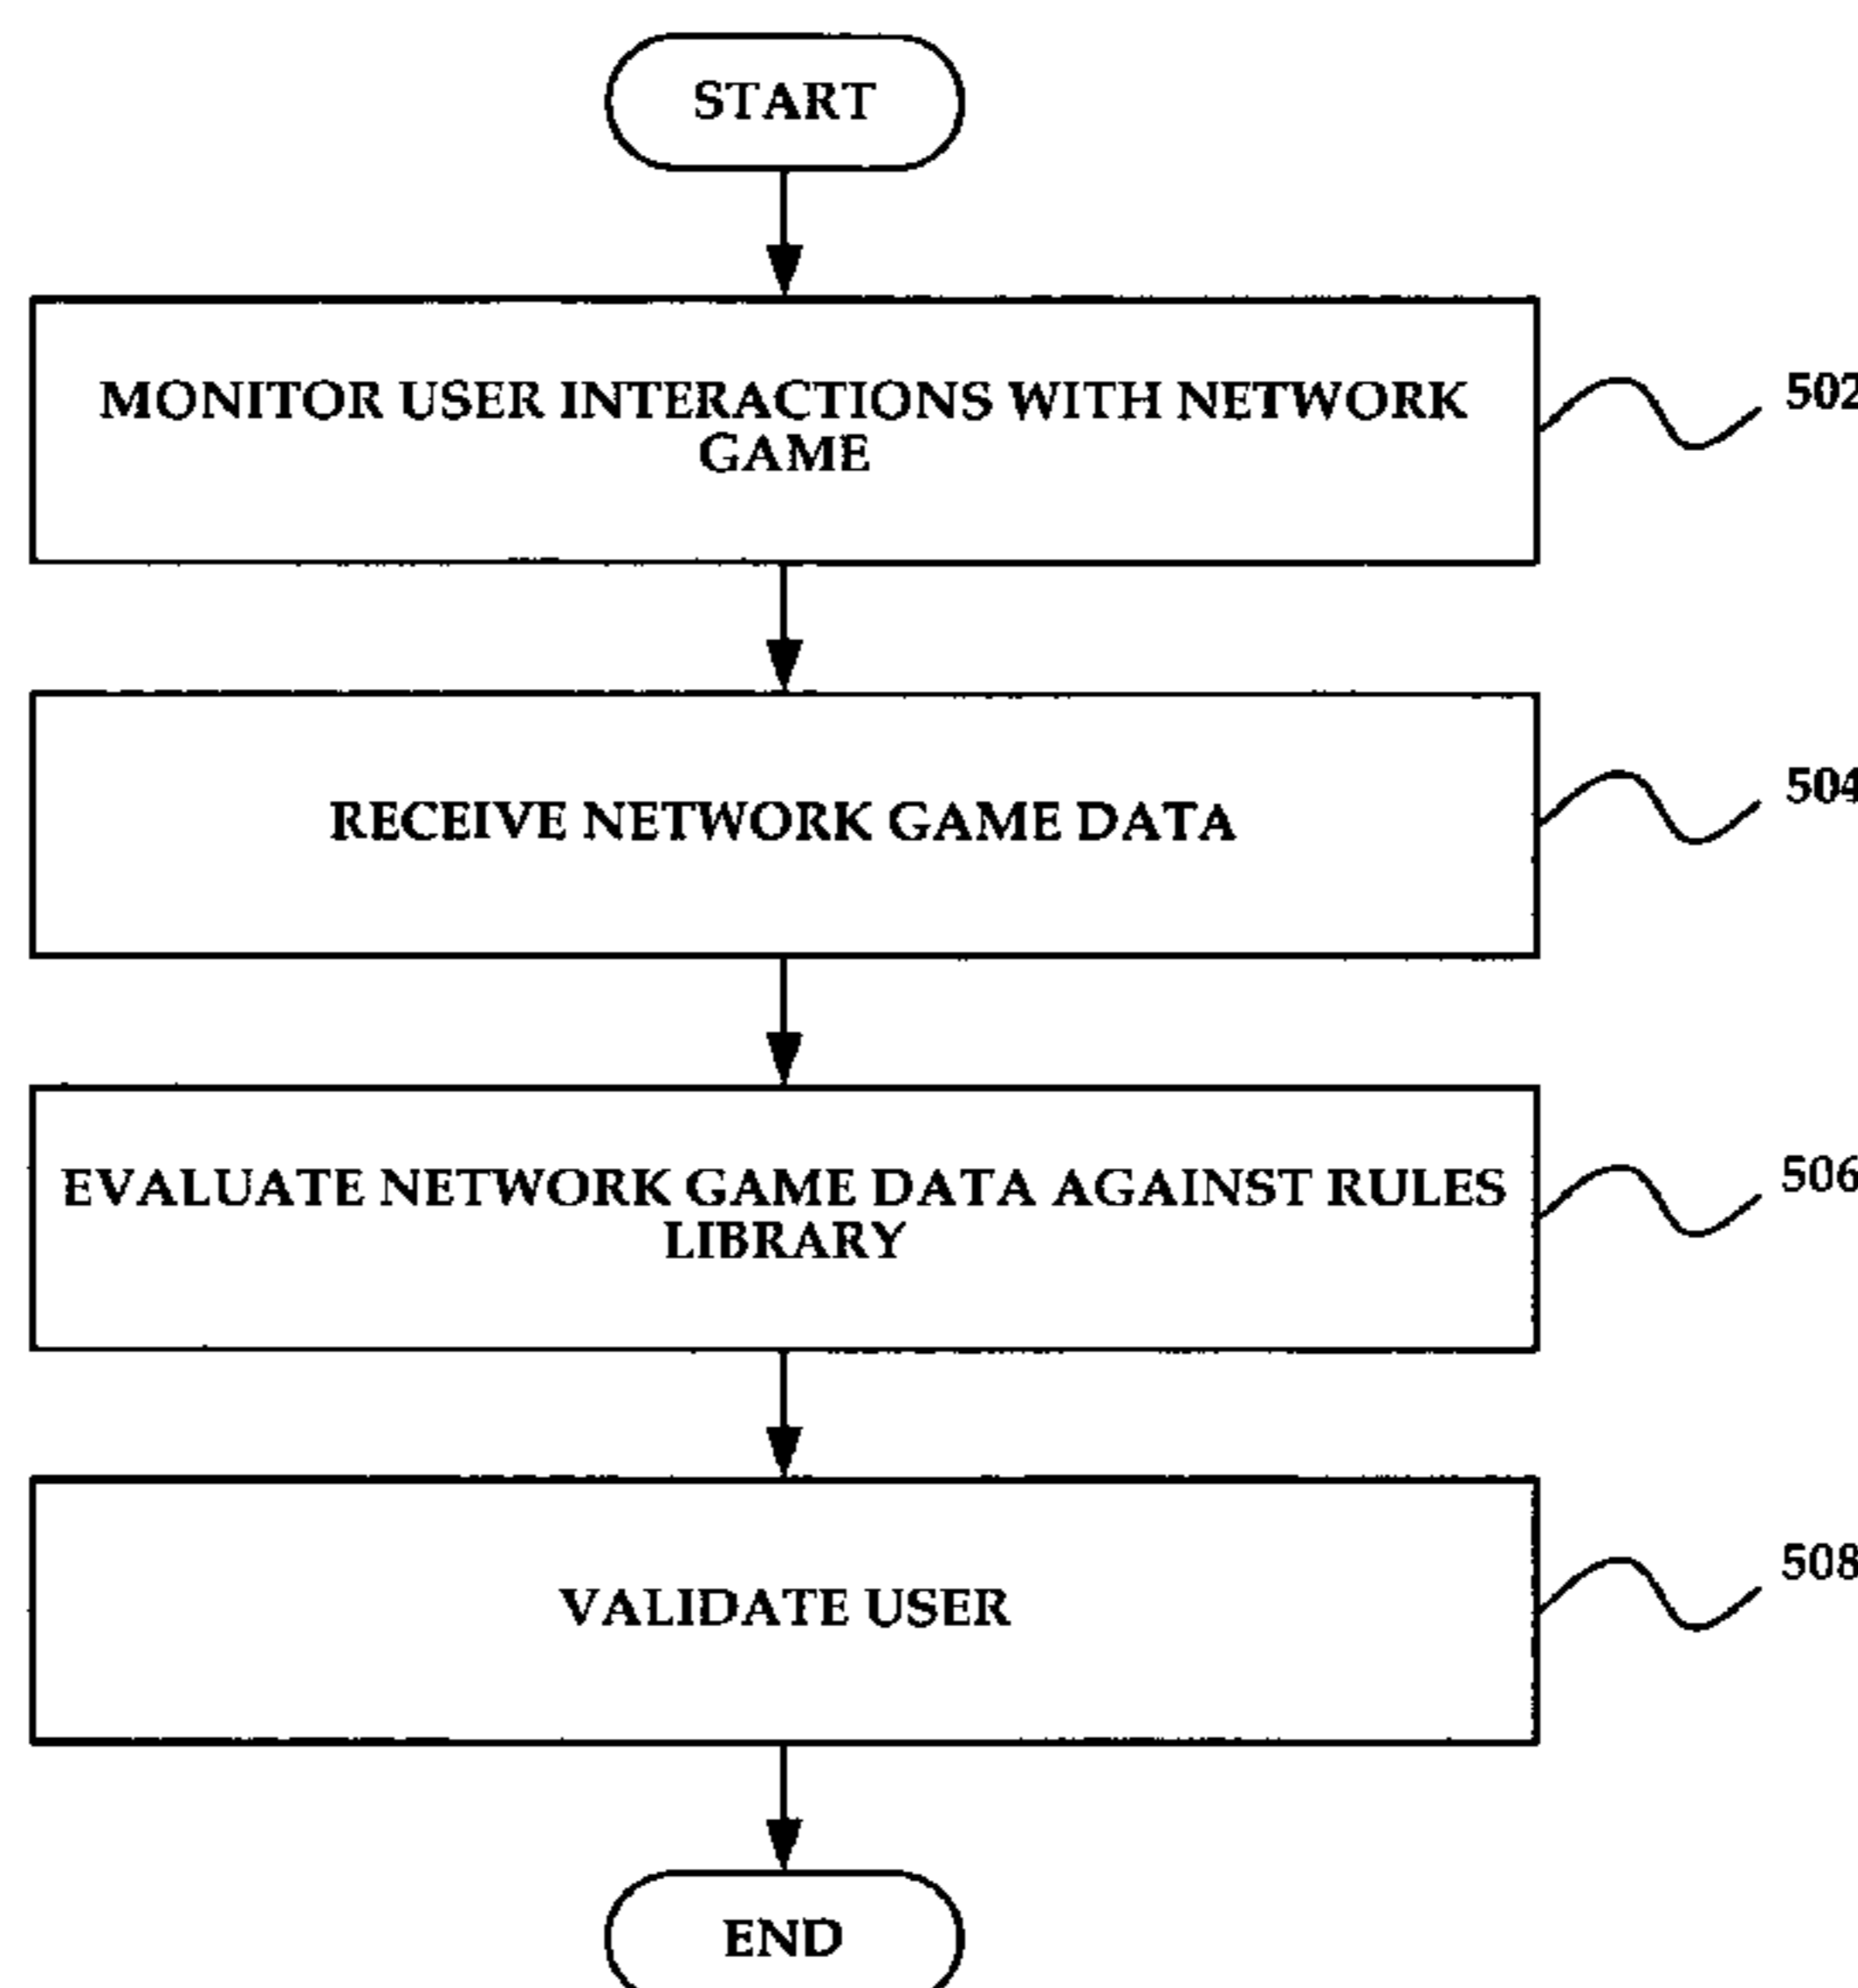 START
MONITOR USER INTERACTIONS WITH NETWORK
GAME
502
RECEIVE NETWORK GAME DATA
504
EVALUATE NETWORK GAME DATA AGAINST RULES
LIBRARY
506
VALIDATE USER
508
END